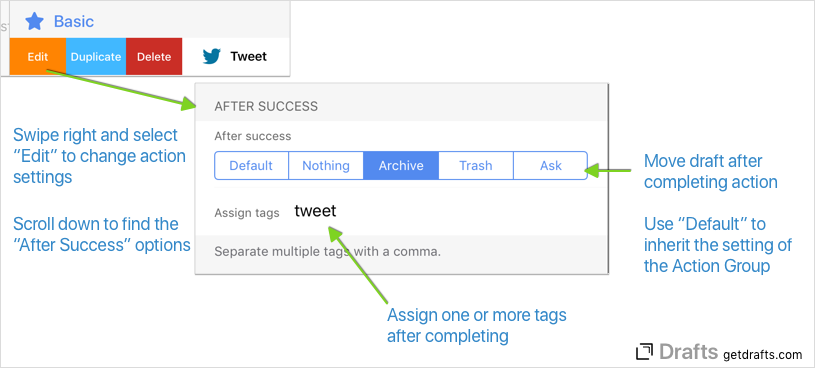 Basic
Edit Duplicate Delete Tweet
AFTER SUCCESS
After success
Default Nothing Archive Trash Ask
Assign tags tweet
Separate multiple tags with a comma.
Swipe right and select
“Edit” to change action
settings
Scroll down to find the
“After Success” options
Move draft after
completing action
Use “Default” to
inherit the setting of
the Action Group
Assign one or more tags
after completing
Drafts getdrafts.com